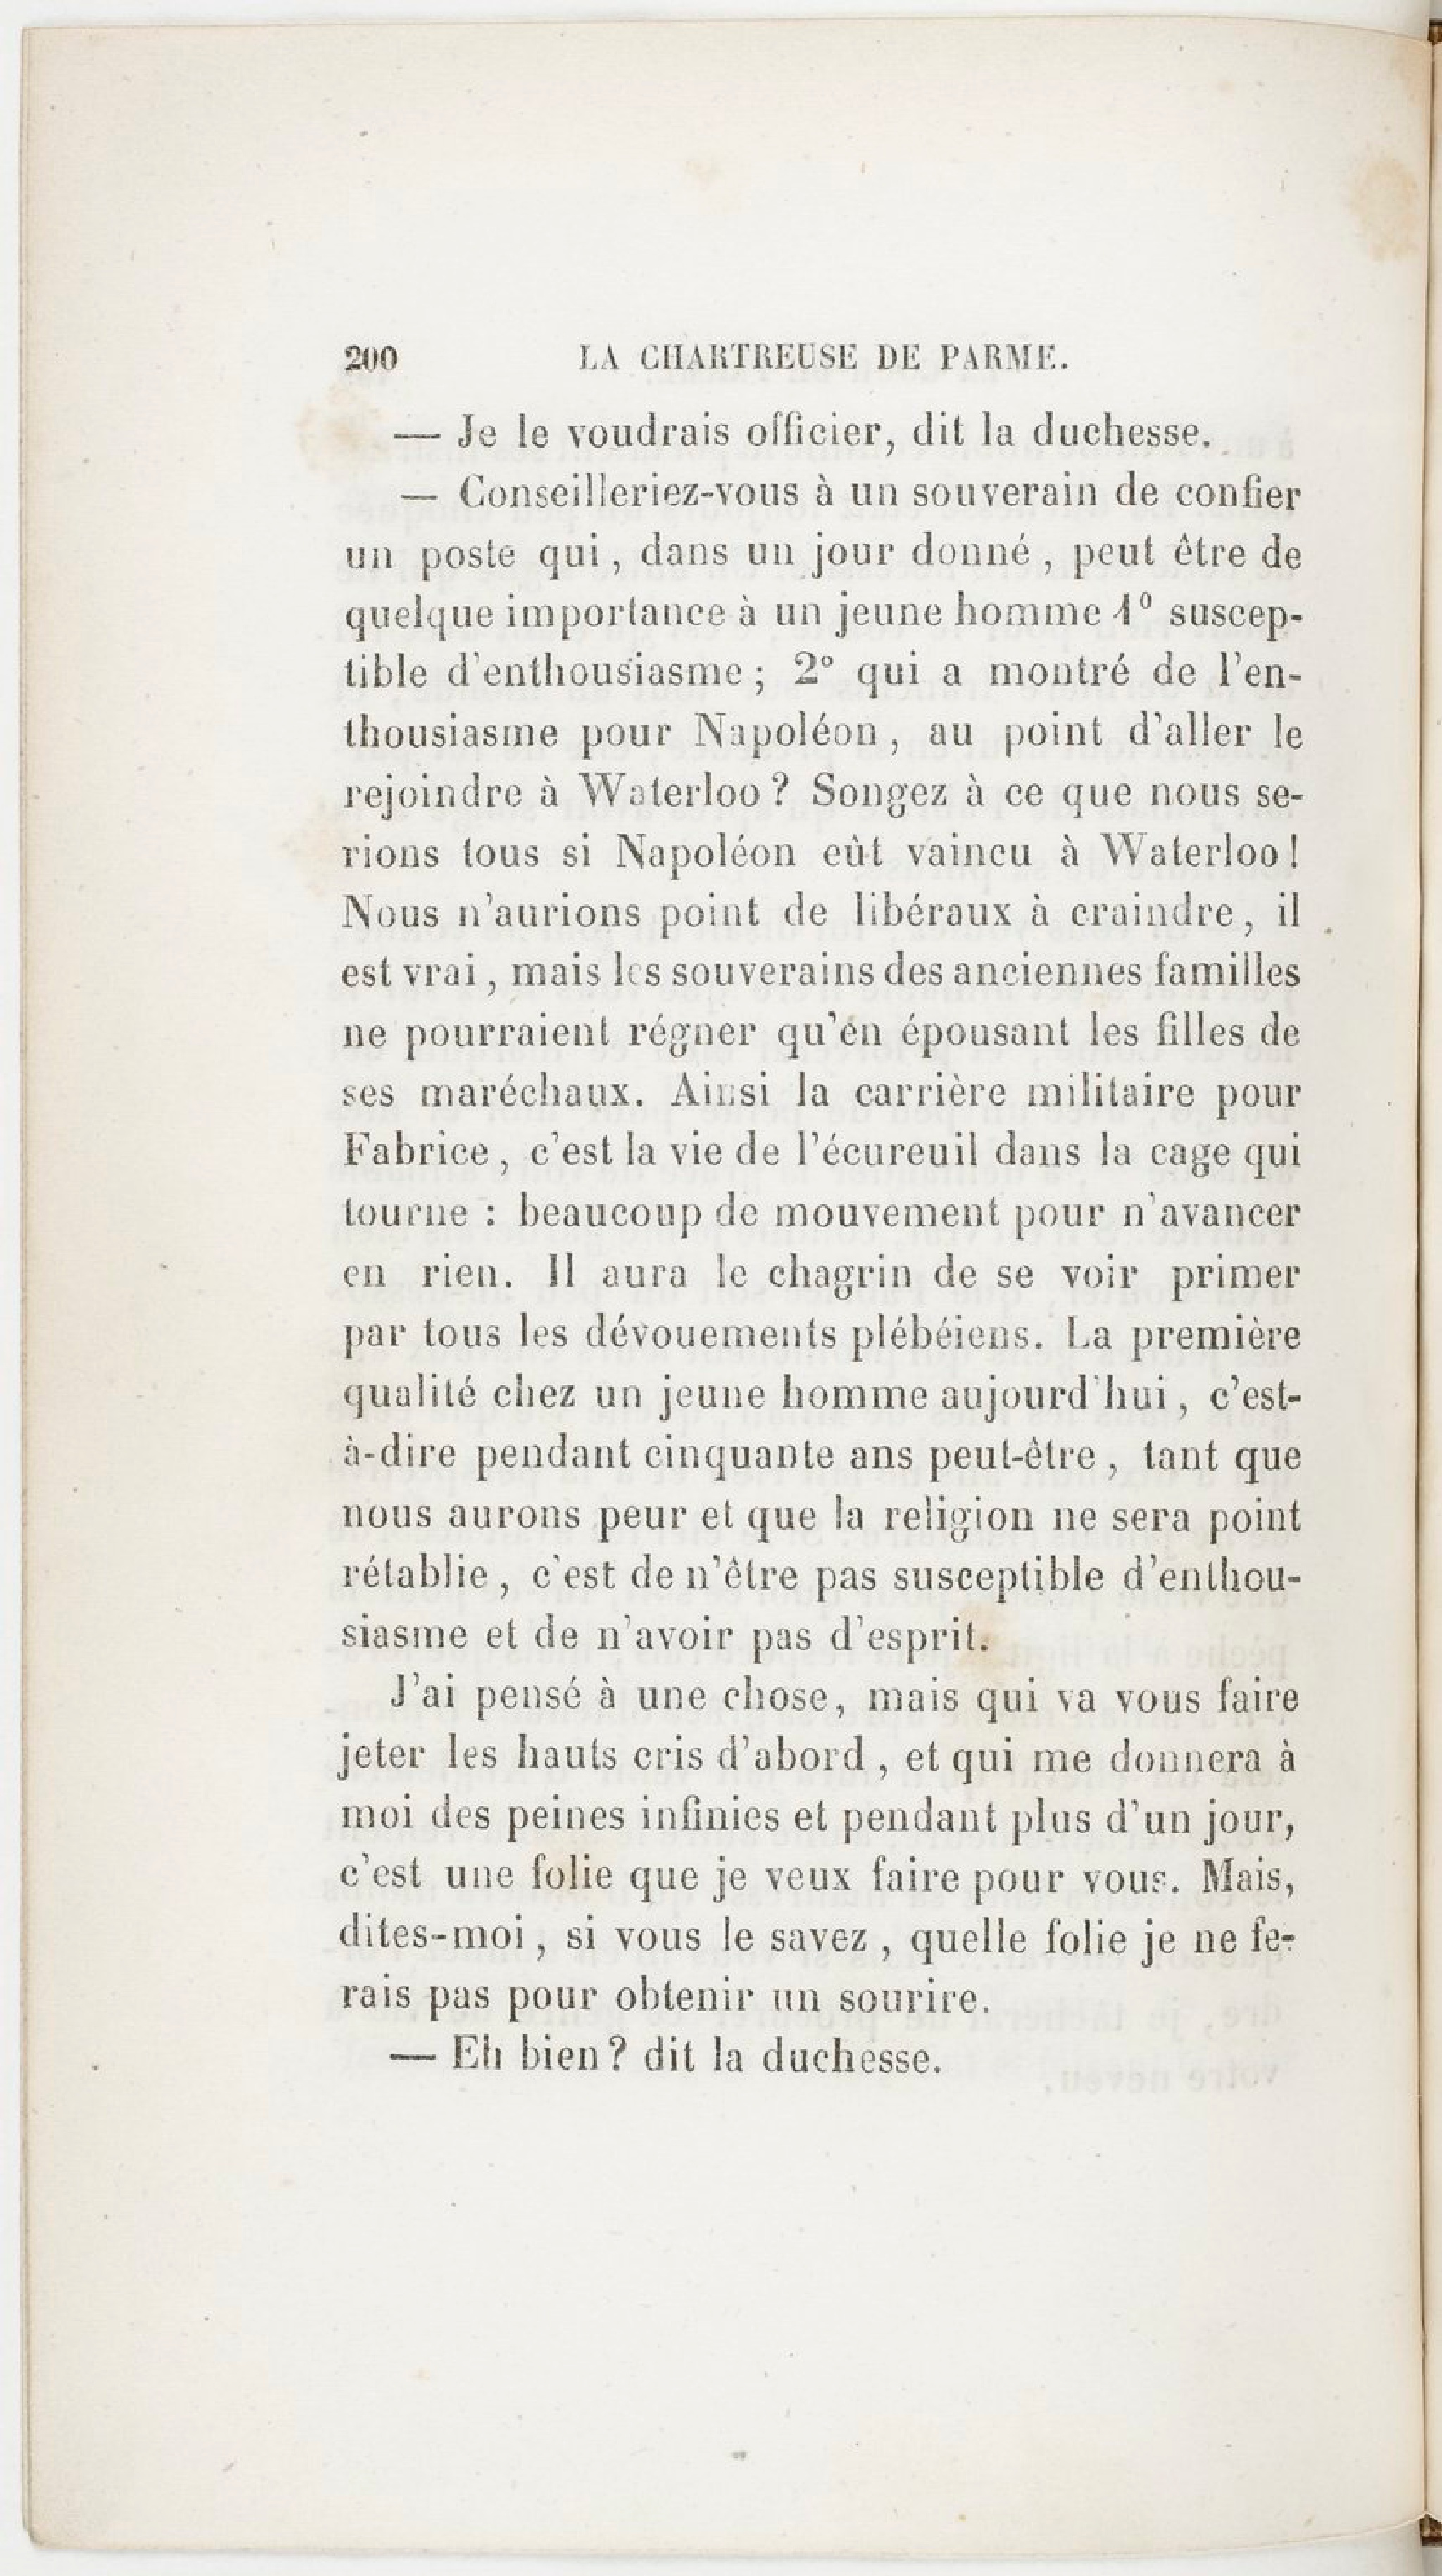 200 LA CHARTREUSE DE PARME.
— Je le voudrais officier, dit la duchesse.
— Conseilleriez-vous à un souverain de confier
un poste qui, dans un jour donné, peut être de
quelque importance à un jeune homme 1° suscep-
tible d'enthousiasme; 2° qui a montré de l'en-
thousiasme pour Napoléon, au point d'aller le
rejoindre à Waterloo? Songez à ce que nous se-
rions tous si Napoléon eût vaincu à Waterloo!
Nous n'aurions point de libéraux à craindre, il
est vrai, mais les souverains des anciennes familles
ne pourraient régner qu'en épousant les filles de
ses maréchaux. Ainsi la carrière militaire pour
Fabrice, c'est la vie de l'écureuil dans la cage qui
tourne : beaucoup de mouvement pour n'avancer
en rien. Il aura le chagrin de se voir primer
par tous les dévouements plébéiens. La première
qualité chez un jeune homme aujourd'hui, c'est-
à-dire pendant cinquante ans peut-être, tant que
nous aurons peur et que la religion ne sera point
rétablie, c'est de n'être pas susceptible d'enthou-
siasme et de n'avoir pas d'esprit.
J'ai pensé à une chose, mais qui va vous faire
jeter les hauts cris d'abord, et qui me donnera à
moi des peines infinies et pendant plus d'un jour,
c'est une folie que je veux faire pour vous. Mais,
dites-moi, si vous le savez, quelle folie je ne fe-
rais pas pour obtenir un sourire.
— Eh bien? dit la duchesse.